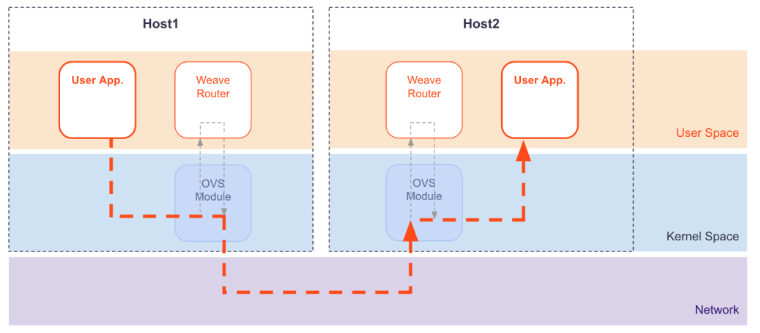 Host1
Host2
User App.
Weave
Router
Weave
Router
User App.
User Space
OVS
Module
OVS
Module
Kernel Space
Network